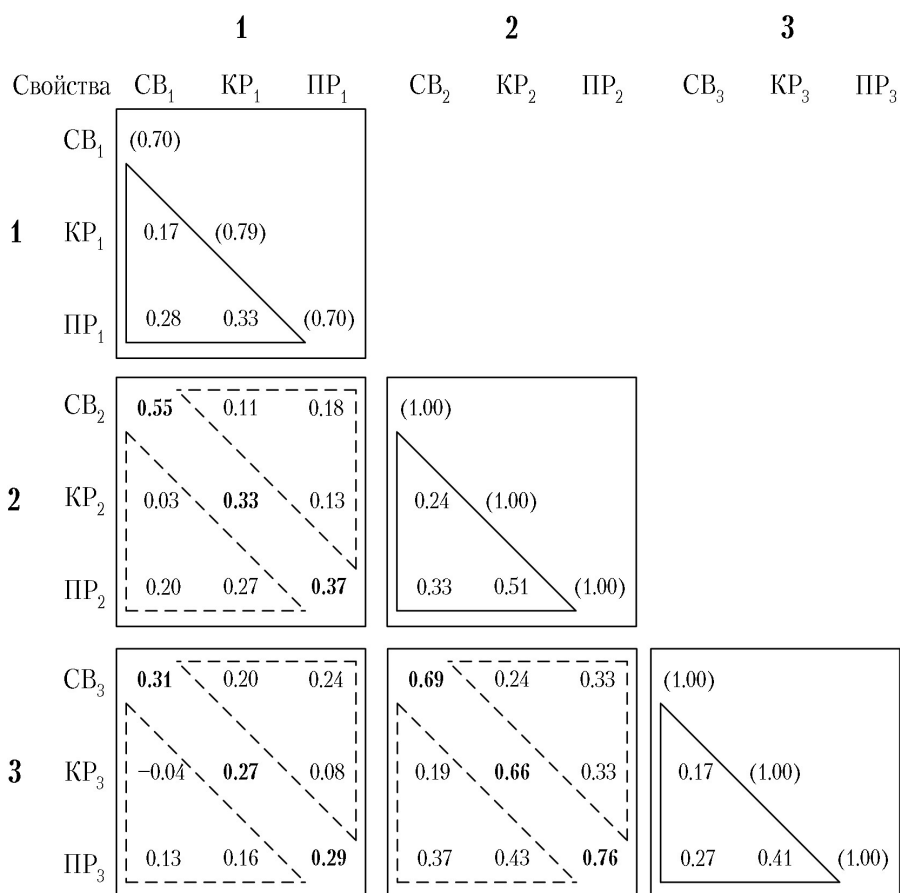 1 2 3
Свойства СВ₁ КР₁ ПР₁ СВ₂ КР₂ ПР₂ СВ₃ КР₃ ПР₃
СВ₁ (0.70)
1 КР₁ 0.17 (0.79)
ПР₁ 0.28 0.33 (0.70)
СВ₂ 0.55 0.11 0.18 (1.00)
2 КР₂ 0.03 0.33 0.13 0.24 (1.00)
ПР₂ 0.20 0.27 0.37 0.33 0.51 (1.00)
СВ₃ 0.31 0.20 0.24 0.69 0.24 0.33 (1.00)
3 КР₃ −0.04 0.27 0.08 0.19 0.66 0.33 0.17 (1.00)
ПР₃ 0.13 0.16 0.29 0.37 0.43 0.76 0.27 0.41 (1.00)